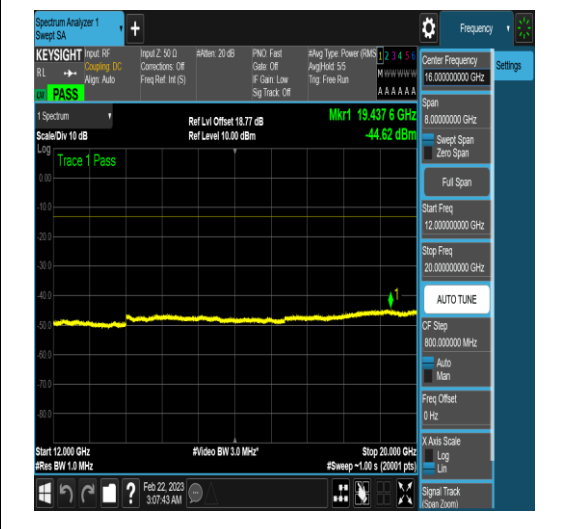 Spectrum Analyzer 1
Swept SA
+
Frequency
KEYSIGHT
RL
PASS
Input: RF
Coupling: DC
Align: Auto
Input Z: 50 Ω
Corrections: Off
Freq Ref: Int (S)
#Atten: 20 dB
PNO: Fast
Gate: Off
IF Gain: Low
Sig Track: Off
#Avg Type: Power (RMS
Avg|Hold: 5/5
Trig: Free Run
1 2 3 4 5 6
M W W W W W
A A A A A A
1 Spectrum
Scale/Div 10 dB
Ref Lvl Offset 18.77 dB
Ref Level 10.00 dBm
Mkr1 19.437 6 GHz
-44.62 dBm
Log
Trace 1 Pass
0.00
-10.0
-20.0
-30.0
-40.0
-50.0
-60.0
-70.0
-80.0
1
Start 12.000 GHz
#Res BW 1.0 MHz
#Video BW 3.0 MHz*
Stop 20.000 GHz
#Sweep ~1.00 s (20001 pts)
?
Feb 22, 2023
3:07:43 AM
Center Frequency
16.000000000 GHz
Settings
Span
8.00000000 GHz
Swept Span
Zero Span
Full Span
Start Freq
12.000000000 GHz
Stop Freq
20.000000000 GHz
AUTO TUNE
CF Step
800.000000 MHz
Auto
Man
Freq Offset
0 Hz
X Axis Scale
Log
Lin
Signal Track
(Span Zoom)